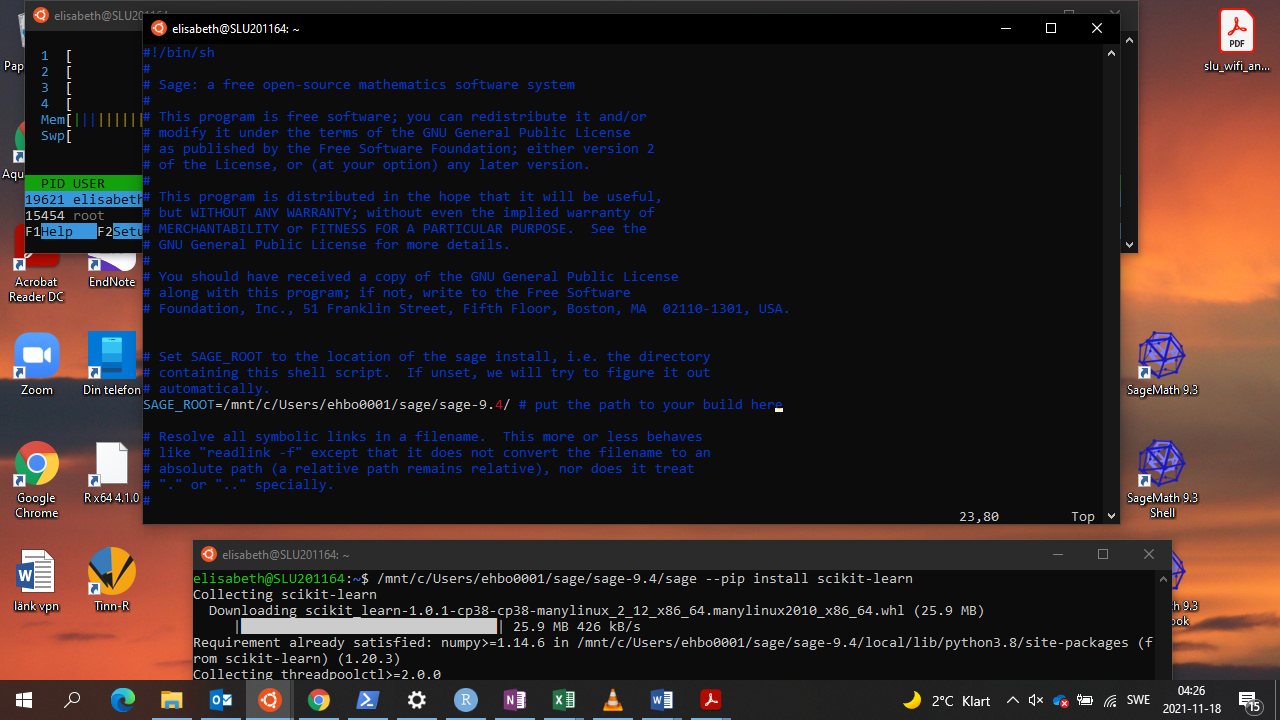 elisabeth@SLU
1 [
2 [
3 [
4 [
Mem[|||||||||
Swp[
PID USER
19621 elisabeth
15454 root
F1Help F2Setu
elisabeth@SLU201164: ~
#!/bin/sh
#
# Sage: a free open-source mathematics software system
#
# This program is free software; you can redistribute it and/or
# modify it under the terms of the GNU General Public License
# as published by the Free Software Foundation; either version 2
# of the License, or (at your option) any later version.
#
# This program is distributed in the hope that it will be useful,
# but WITHOUT ANY WARRANTY; without even the implied warranty of
# MERCHANTABILITY or FITNESS FOR A PARTICULAR PURPOSE.  See the
# GNU General Public License for more details.
#
# You should have received a copy of the GNU General Public License
# along with this program; if not, write to the Free Software
# Foundation, Inc., 51 Franklin Street, Fifth Floor, Boston, MA  02110-1301, USA.
# Set SAGE_ROOT to the location of the sage install, i.e. the directory
# containing this shell script.  If unset, we will try to figure it out
# automatically.
SAGE_ROOT=/mnt/c/Users/ehbo0001/sage/sage-9.4/ # put the path to your build here
# Resolve all symbolic links in a filename.  This more or less behaves
# like "readlink -f" except that it does not convert the filename to an
# absolute path (a relative path remains relative), nor does it treat
# "." or ".." specially.
#
23,80 Top
elisabeth@SLU201164: ~
elisabeth@SLU201164:~$ /mnt/c/Users/ehbo0001/sage/sage-9.4/sage --pip install scikit-learn
Collecting scikit-learn
Downloading scikit_learn-1.0.1-cp38-cp38-manylinux_2_12_x86_64.manylinux2010_x86_64.whl (25.9 MB)
| | 25.9 MB 426 kB/s
Requirement already satisfied: numpy>=1.14.6 in /mnt/c/Users/ehbo0001/sage/sage-9.4/local/lib/python3.8/site-packages (f
rom scikit-learn) (1.20.3)
Collecting threadpoolctl>=2.0.0
Pap
Aqu
Acrobat
Reader DC
EndNote
Zoom
Din telefon
Google
Chrome
R x64 4.1.0
länk vpn
Tinn-R
PDF
slu_wifi_an...
SageMath 9.3
SageMath 9.3
Shell
9.3
ook
2°C Klart
SWE
04:26
2021-11-18
15